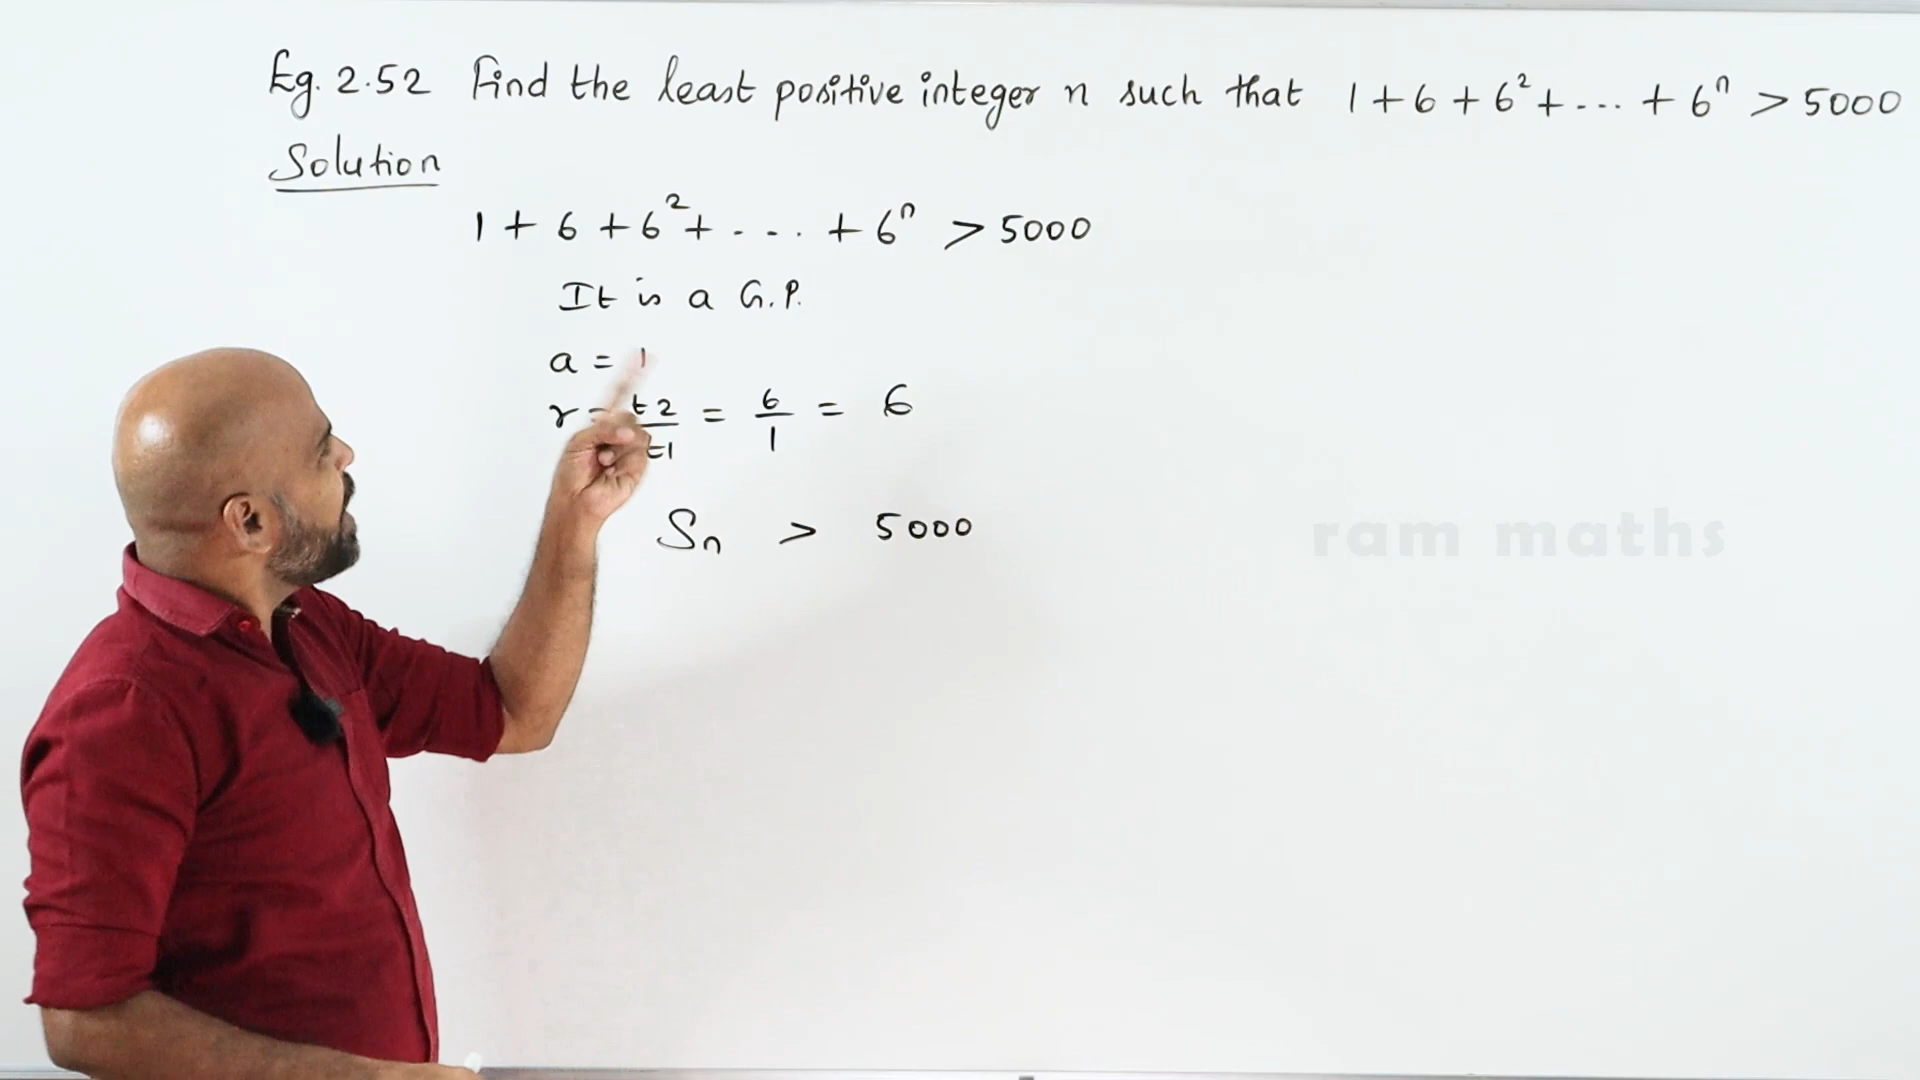 Eg. 2.52 Find the least positive integer n such that 1 + 6 + 6² + ... + 6ⁿ > 5000
Solution
1 + 6 + 6² + - - .. + 6ⁿ > 5000
It is a G.P.
a = 1
r = t2/t1 = 6/1 = 6
Sn > 5000
ram maths